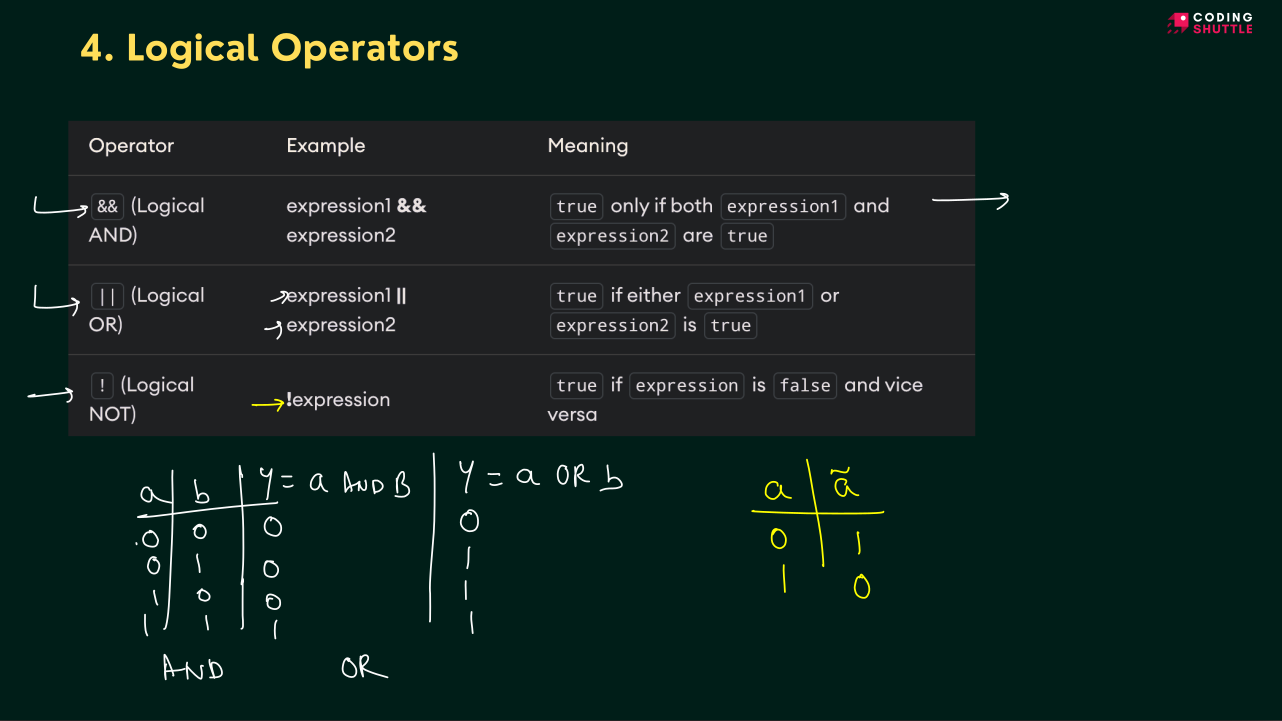 CODING
SHUTTLE
4. Logical Operators
Operator Example Meaning
&& (Logical expression1 && true only if both expression1 and
AND) expression2 expression2 are true
|| (Logical expression1 || true if either expression1 or
OR) expression2 expression2 is true
! (Logical !expression true if expression is false and vice
NOT) versa
a b Y = a AND B Y = a OR b
0 0 0 0
0 1 0 1
1 0 0 1
1 1 1 1
AND OR
a ã
0 1
1 0